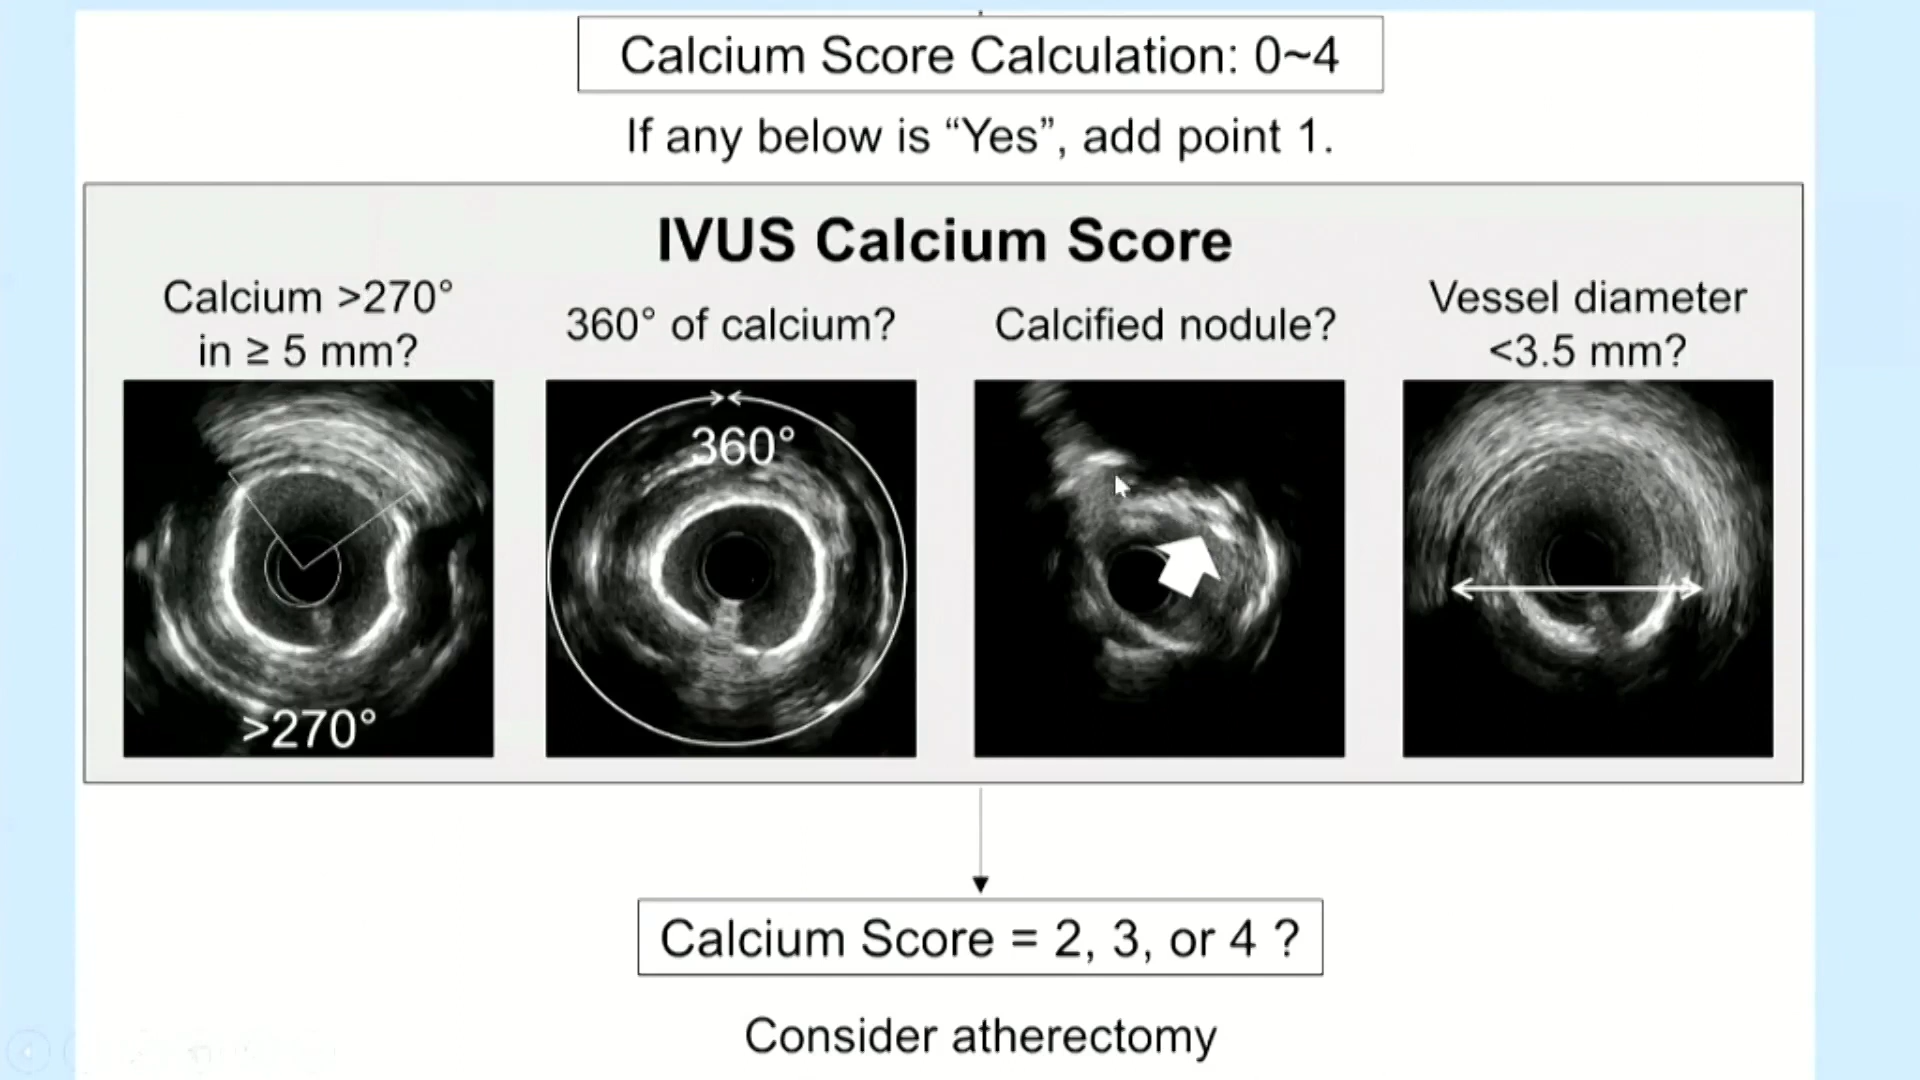 Calcium Score Calculation: 0~4
If any below is “Yes”, add point 1.
IVUS Calcium Score
Calcium >270°
in ≥ 5 mm?
360° of calcium?
Calcified nodule?
Vessel diameter
<3.5 mm?
>270°
360°
Calcium Score = 2, 3, or 4 ?
Consider atherectomy